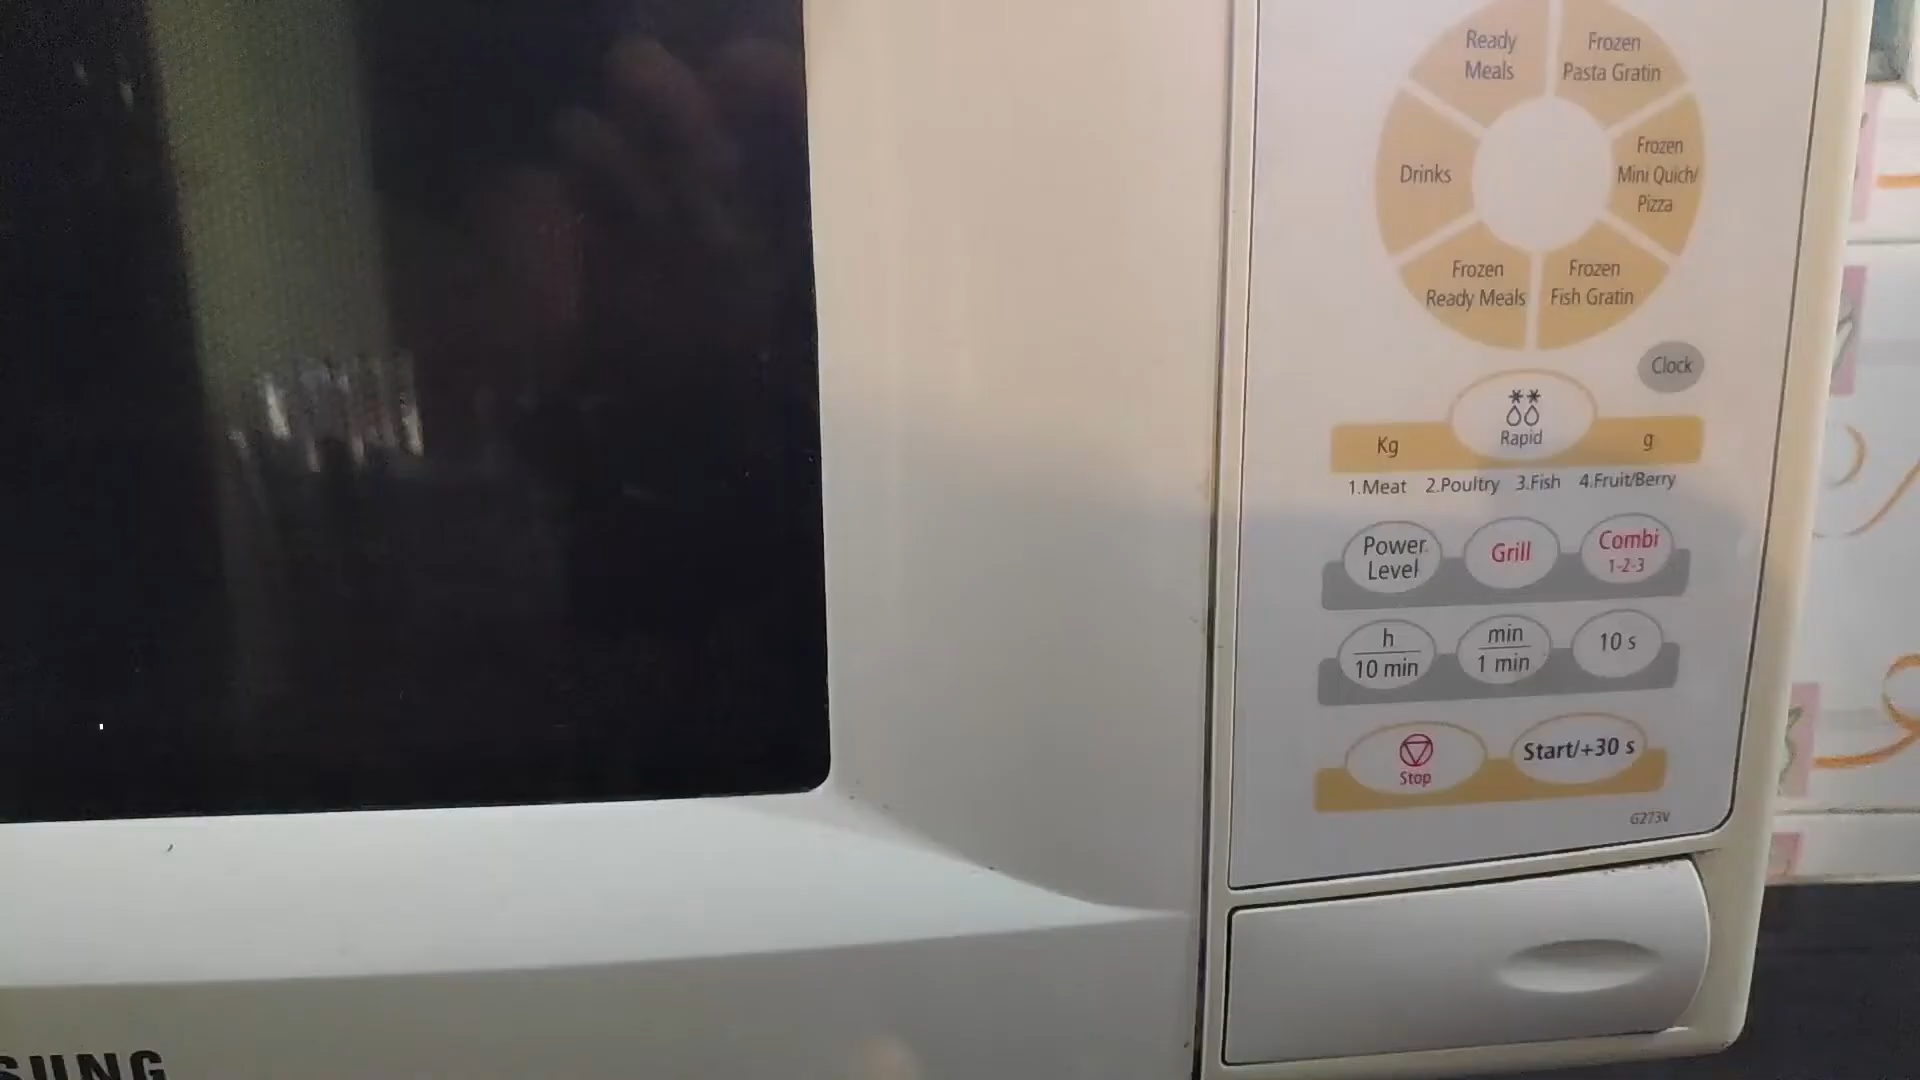 Ready
Meals
Frozen
Pasta Gratin
Drinks
Frozen
Mini Quich/
Pizza
Frozen
Ready Meals
Frozen
Fish Gratin
Clock
Rapid
Kg
g
1.Meat 2.Poultry 3.Fish 4.Fruit/Berry
Power
Level
Grill
Combi
1-2-3
h
10 min
min
1 min
10 s
Stop
Start/+30 s
G273V
SUNG